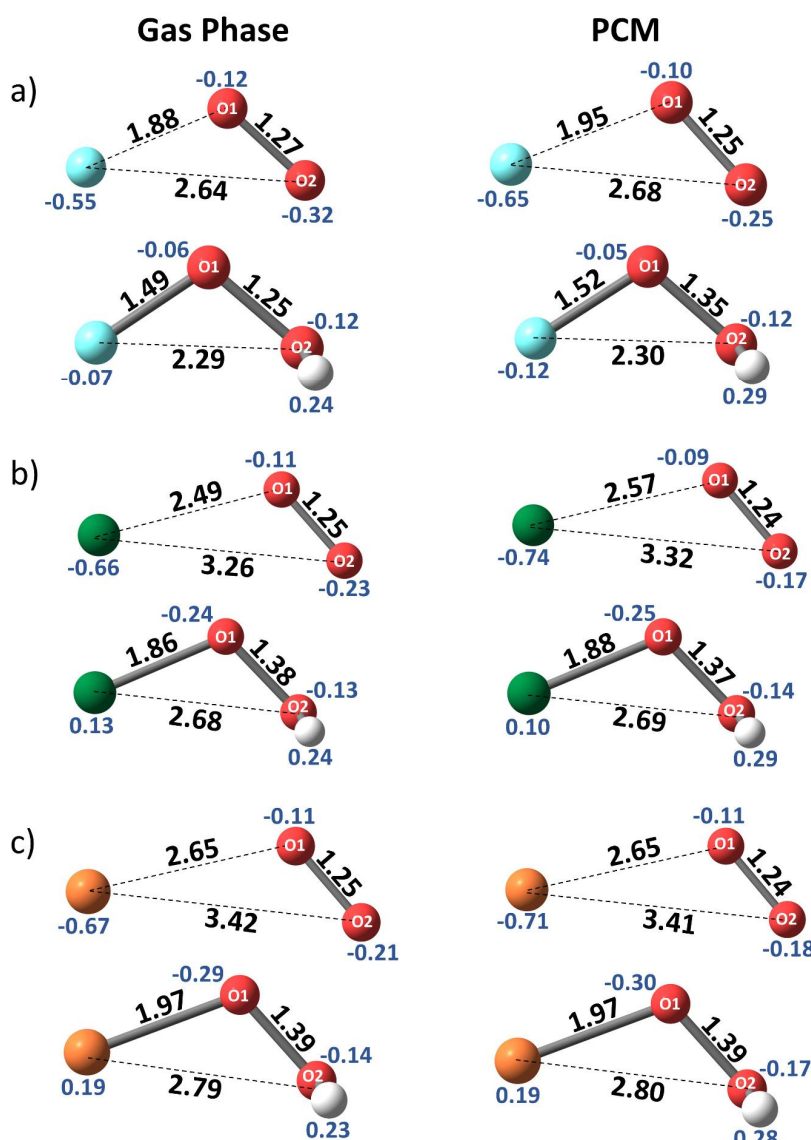 Gas Phase PCM
a)
-0.12 -0.10
O1 O1
1.88 1.27 1.95 1.25
O2 O2
2.64 2.68
-0.55 -0.32 -0.65 -0.25
-0.06 -0.05
O1 O1
1.49 1.25 1.52 1.35
-0.12 -0.12
O2 O2
2.29 2.30
-0.07 -0.12
0.24 0.29
b)
-0.11 -0.09
O1 O1
2.49 1.25 2.57 1.24
O2 O2
3.26 3.32
-0.66 -0.23 -0.74 -0.17
-0.24 -0.25
O1 O1
1.86 1.38 1.88 1.37
-0.13 -0.14
O2 O2
2.68 2.69
0.13 0.10
0.24 0.29
c)
-0.11 -0.11
O1 O1
2.65 1.25 2.65 1.24
O2 O2
3.42 3.41
-0.67 -0.21 -0.71 -0.18
-0.29 -0.30
O1 O1
1.97 1.39 1.97 1.39
-0.14 -0.17
O2 O2
2.79 2.80
0.19 0.19
0.23 0.28